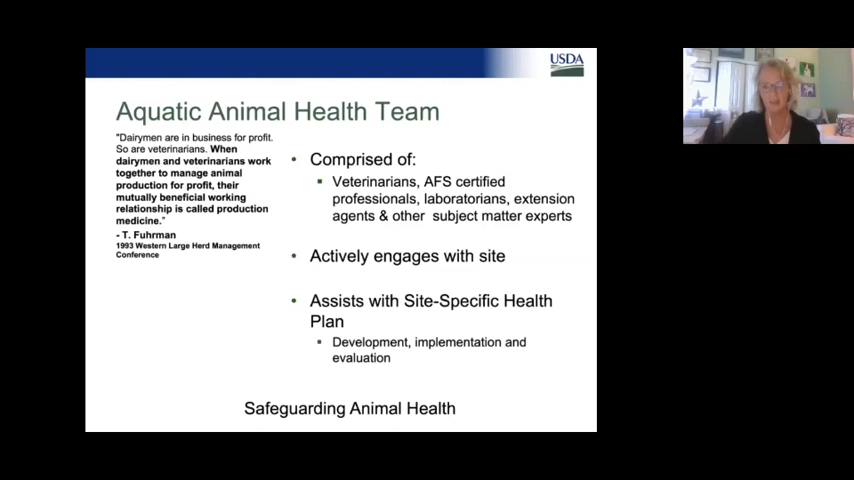 USDA
Aquatic Animal Health Team
"Dairymen are in business for profit.
So are veterinarians. When
dairymen and veterinarians work
together to manage animal
production for profit, their
mutually beneficial working
relationship is called production
medicine."
- T. Fuhrman
1993 Western Large Herd Management
Conference
• Comprised of:
▪ Veterinarians, AFS certified
professionals, laboratorians, extension
agents & other subject matter experts
• Actively engages with site
• Assists with Site-Specific Health
Plan
▪ Development, implementation and
evaluation
Safeguarding Animal Health